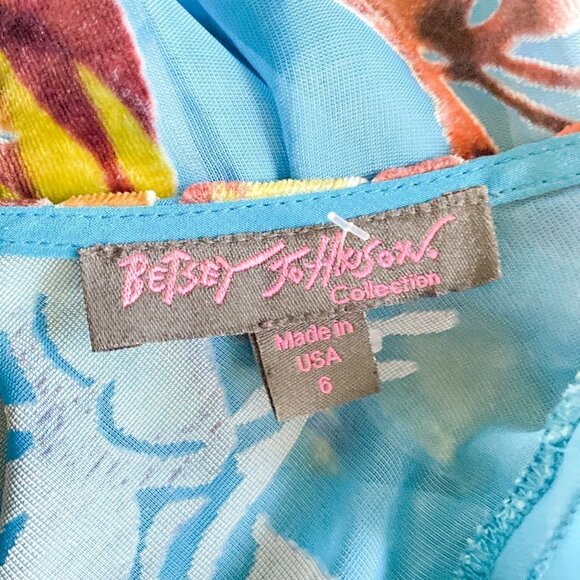 BETSEY JOHNSON.
Collection
Made in
USA
6